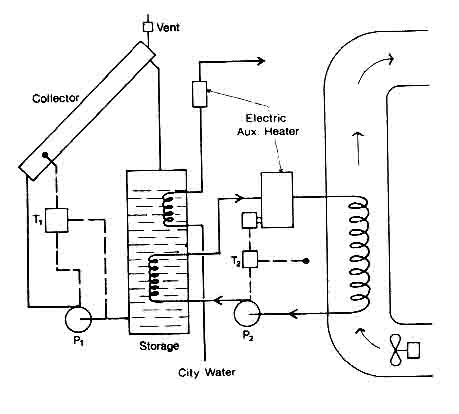 Vent
Collector
Electric
Aux. Heater
T1
T2
P1
Storage
P2
City Water